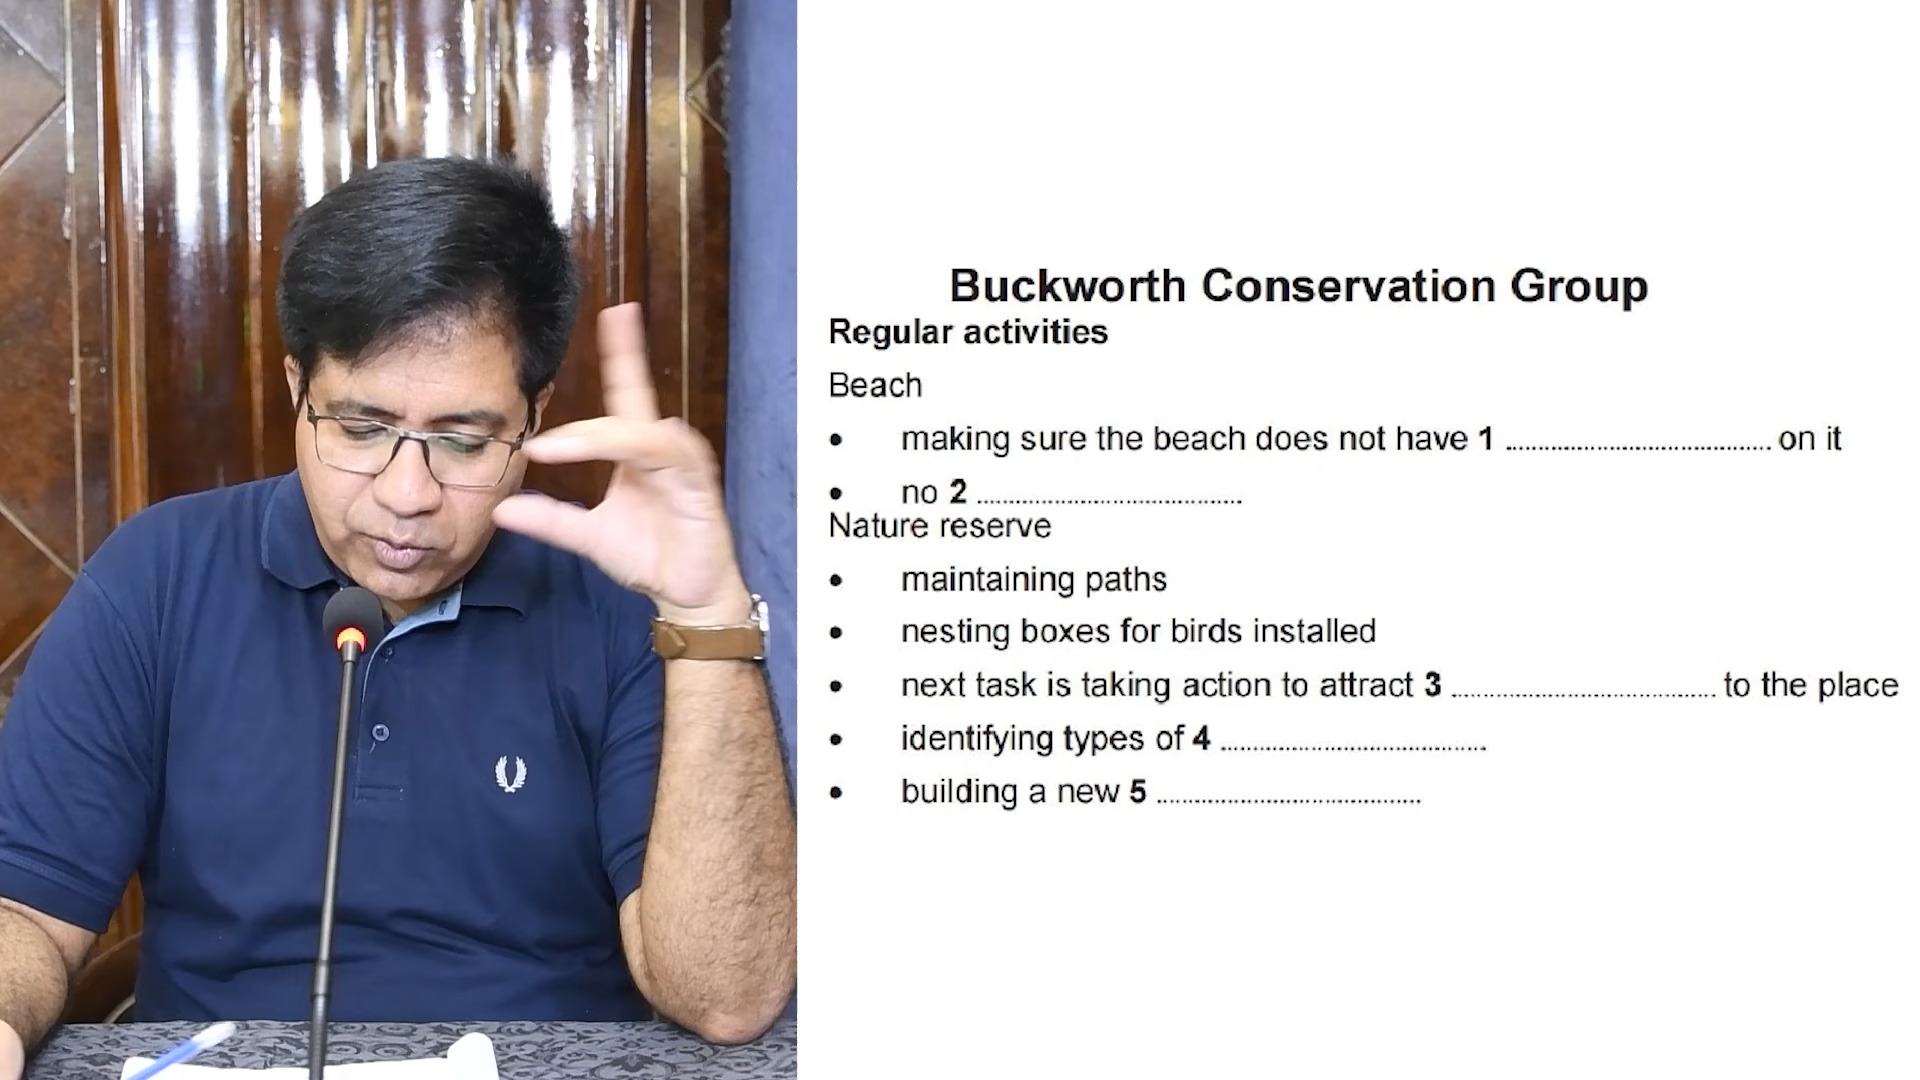 Buckworth Conservation Group
Regular activities
Beach
• making sure the beach does not have 1 ........................................ on it
• no 2 ........................................
Nature reserve
• maintaining paths
• nesting boxes for birds installed
• next task is taking action to attract 3 ........................................ to the place
• identifying types of 4 ........................................
• building a new 5 ........................................